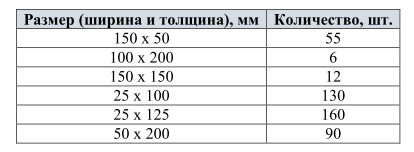 Размер (ширина и толщина), мм Количество, шт.
150 х 50 55
100 х 200 6
150 х 150 12
25 х 100 130
25 х 125 160
50 х 200 90